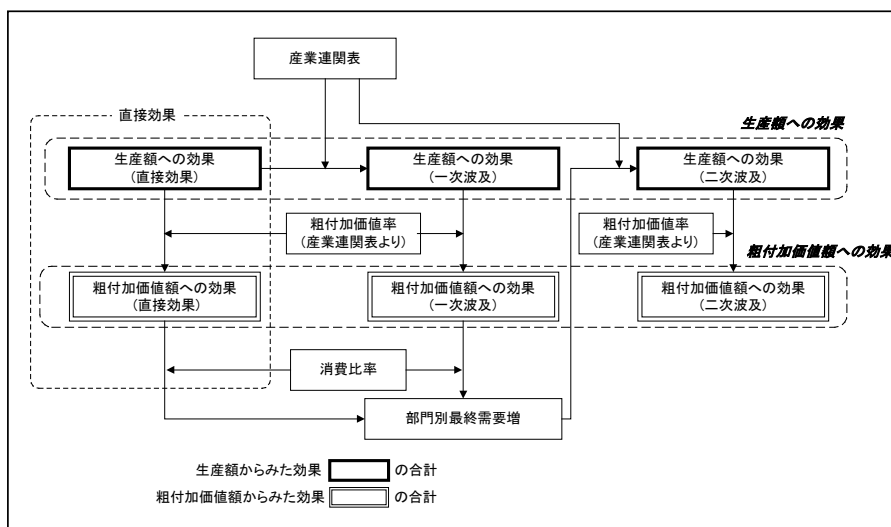 産業連関表
直接効果
生産額への効果
生産額への効果
(直接効果)
生産額への効果
(一次波及)
生産額への効果
(二次波及)
粗付加価値率
(産業連関表より)
粗付加価値率
(産業連関表より)
粗付加価値額への効果
粗付加価値額への効果
(直接効果)
粗付加価値額への効果
(一次波及)
粗付加価値額への効果
(二次波及)
消費比率
部門別最終需要増
生産額からみた効果 の合計
粗付加価値額からみた効果 の合計